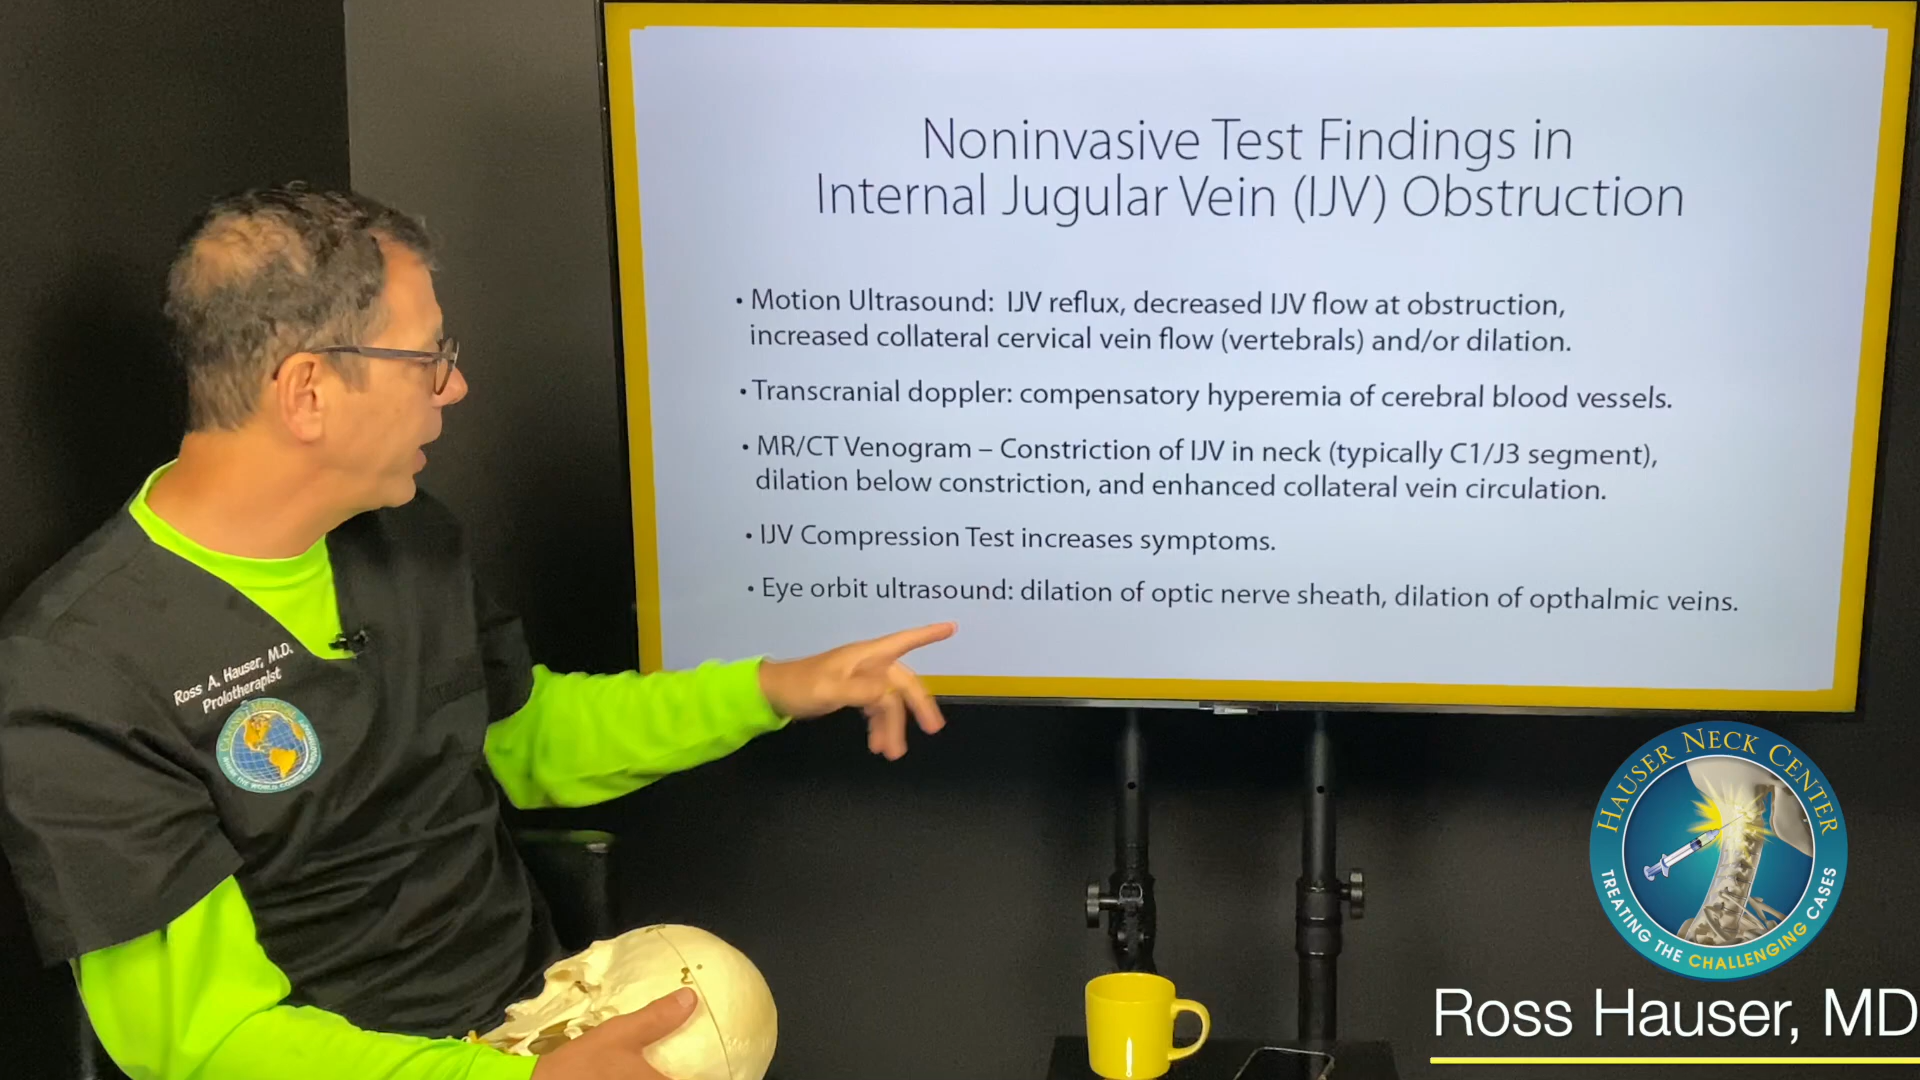 Noninvasive Test Findings in
Internal Jugular Vein (IJV) Obstruction
• Motion Ultrasound: IJV reflux, decreased IJV flow at obstruction,
increased collateral cervical vein flow (vertebrals) and/or dilation.
• Transcranial doppler: compensatory hyperemia of cerebral blood vessels.
• MR/CT Venogram – Constriction of IJV in neck (typically C1/J3 segment),
dilation below constriction, and enhanced collateral vein circulation.
• IJV Compression Test increases symptoms.
• Eye orbit ultrasound: dilation of optic nerve sheath, dilation of opthalmic veins.
Ross A. Hauser, M.D.
Prolotherapist
HAUSER NECK CENTER
TREATING THE CHALLENGING CASES
Ross Hauser, MD